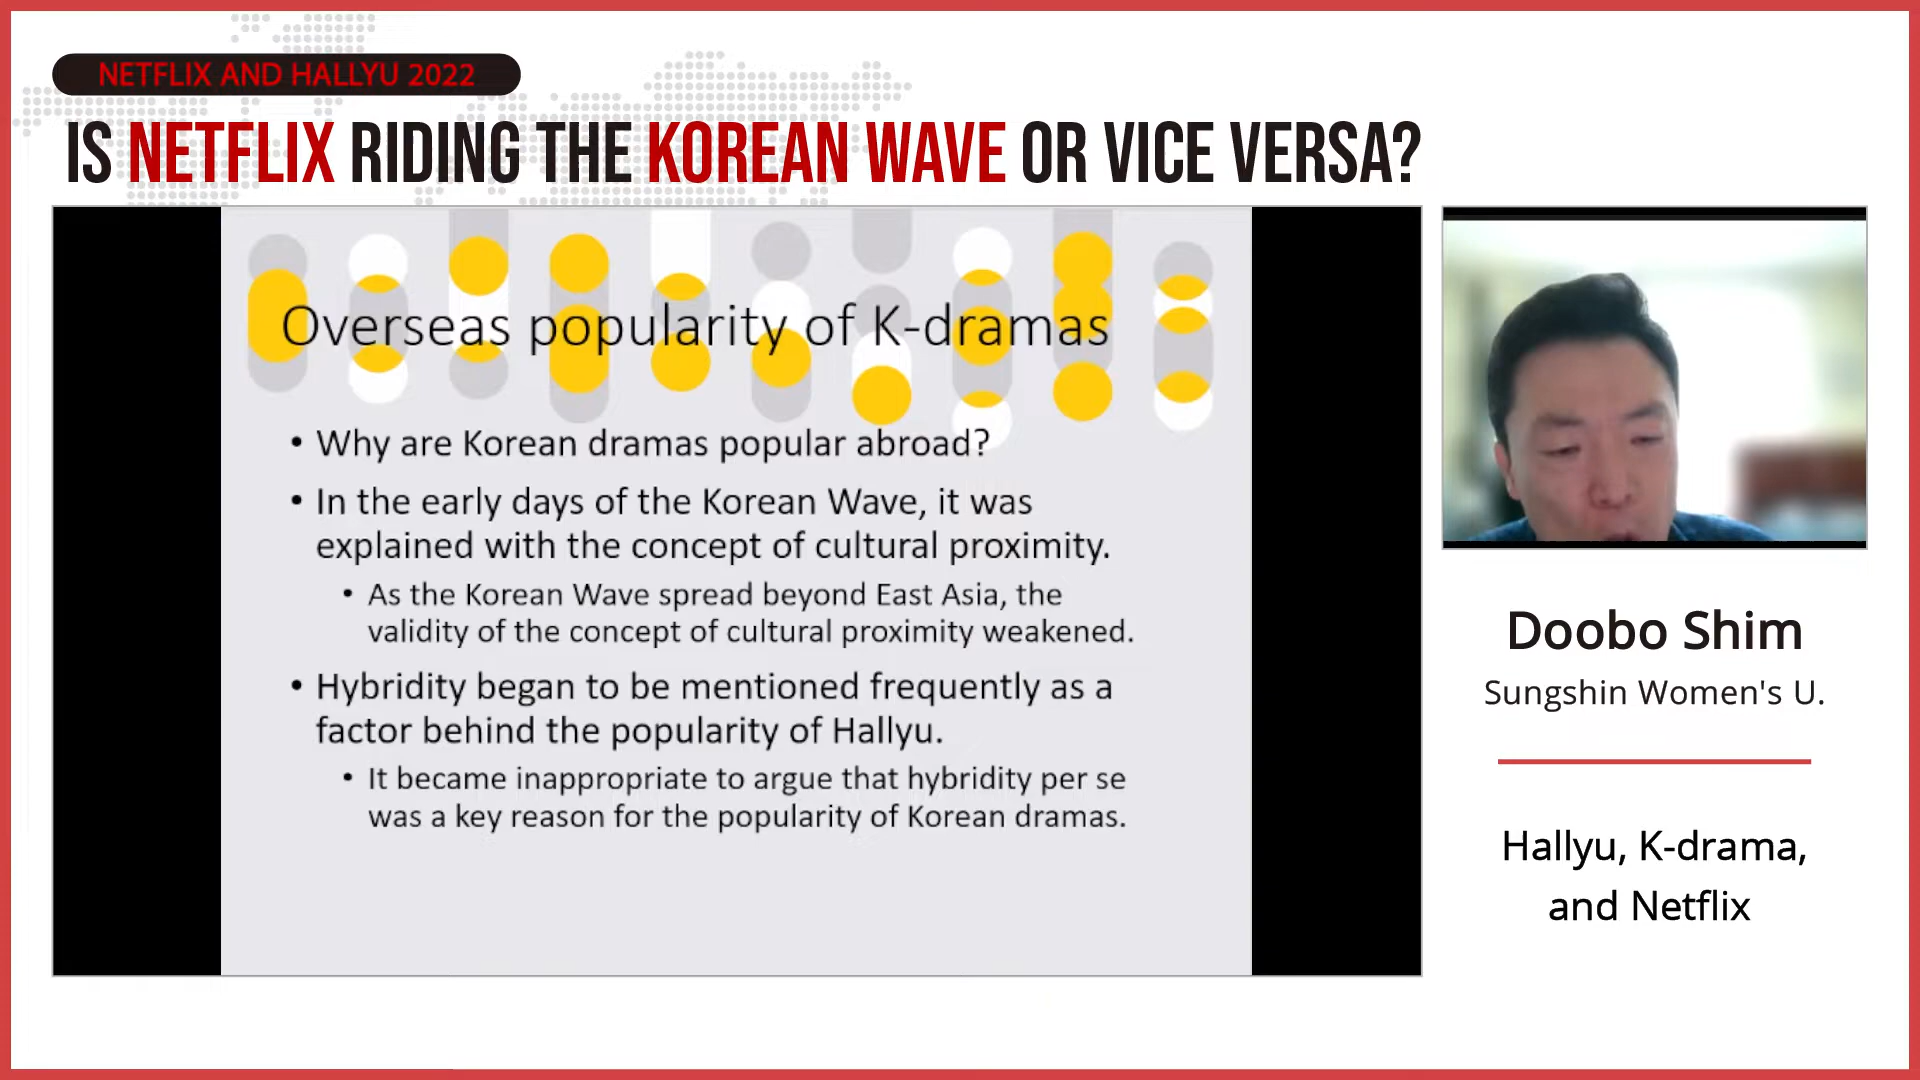 NETFLIX AND HALLYU 2022
IS NETFLIX RIDING THE KOREAN WAVE OR VICE VERSA?
Overseas popularity of K-dramas
• Why are Korean dramas popular abroad?
• In the early days of the Korean Wave, it was
explained with the concept of cultural proximity.
• As the Korean Wave spread beyond East Asia, the
validity of the concept of cultural proximity weakened.
• Hybridity began to be mentioned frequently as a
factor behind the popularity of Hallyu.
• It became inappropriate to argue that hybridity per se
was a key reason for the popularity of Korean dramas.
Doobo Shim
Sungshin Women's U.
Hallyu, K-drama,
and Netflix